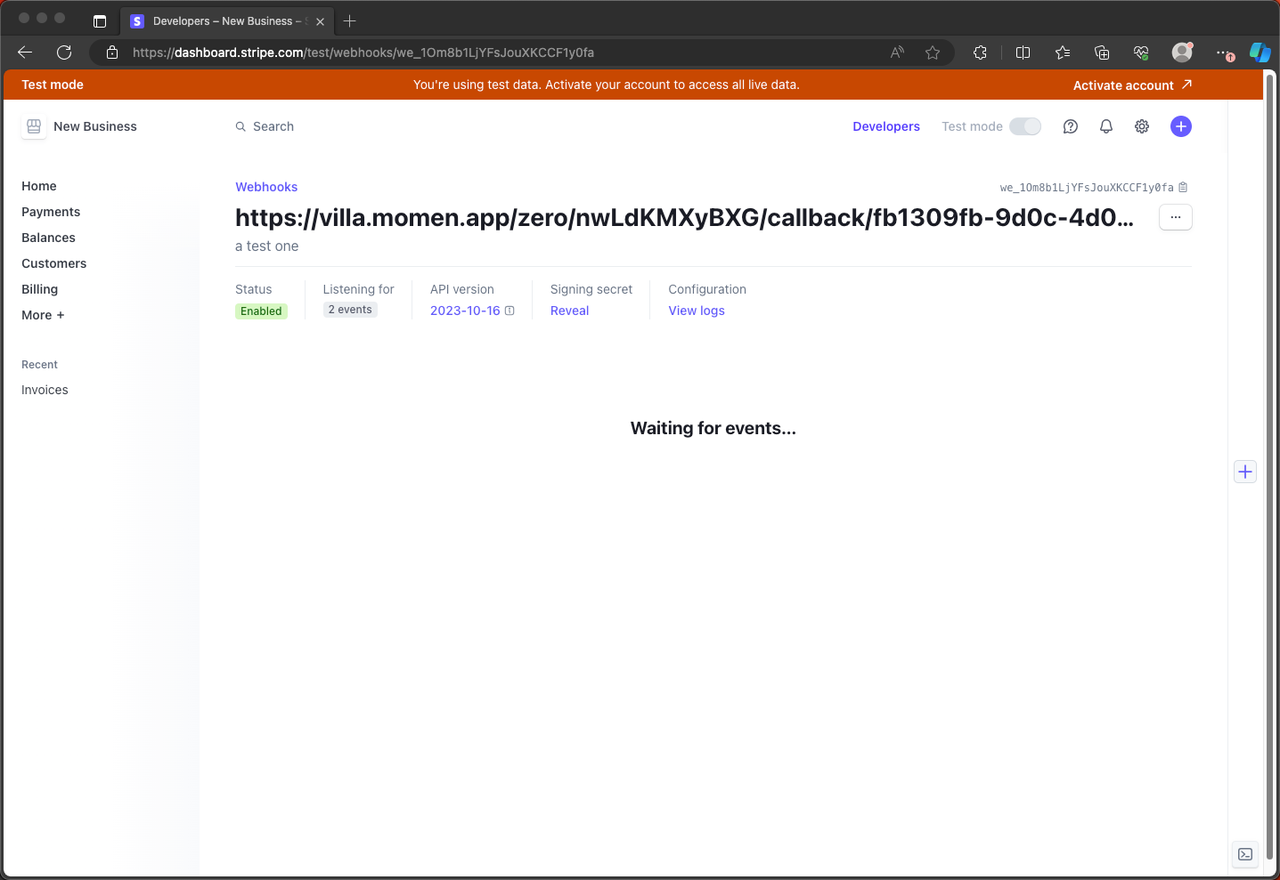 Developers – New Business –
https://dashboard.stripe.com/test/webhooks/we_1Om8b1LjYFsJouXKCCF1y0fa
Test mode
You're using test data. Activate your account to access all live data.
Activate account
New Business
Search
Developers
Test mode
Home
Payments
Balances
Customers
Billing
More +
Recent
Invoices
Webhooks
we_1Om8b1LjYFsJouXKCCF1y0fa
https://villa.momen.app/zero/nwLdKMXyBXG/callback/fb1309fb-9d0c-4d0…
a test one
Status
Enabled
Listening for
2 events
API version
2023-10-16
Signing secret
Reveal
Configuration
View logs
Waiting for events…